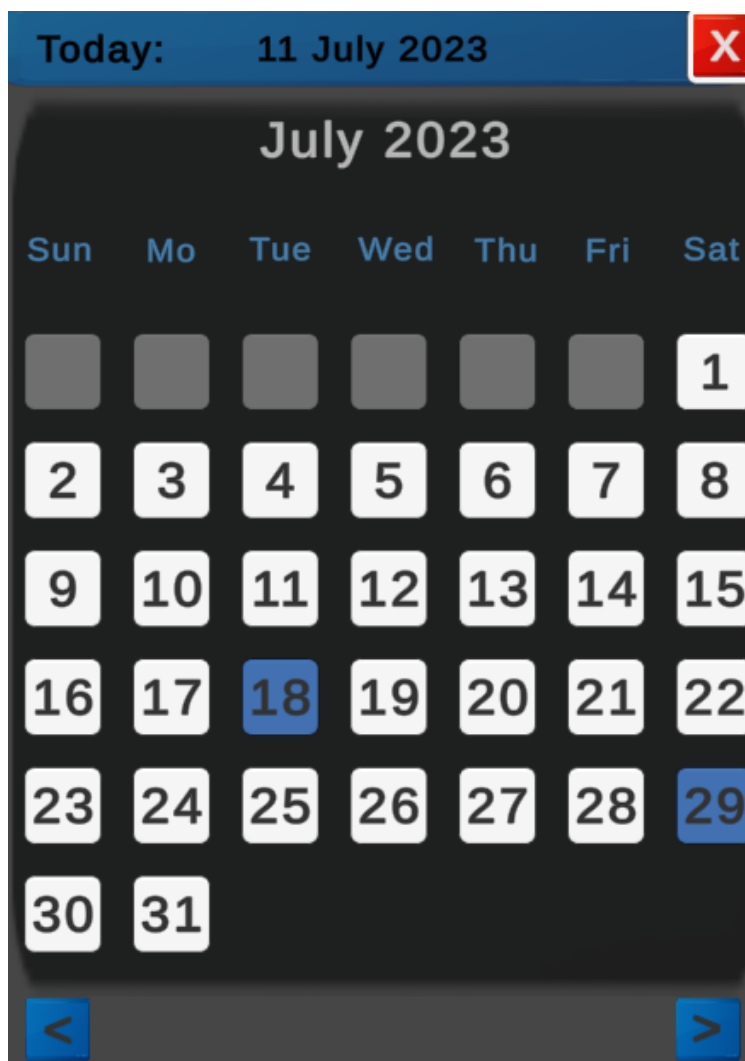 Today: 11 July 2023 X
July 2023
Sun Mo Tue Wed Thu Fri Sat
1
2 3 4 5 6 7 8
9 10 11 12 13 14 15
16 17 18 19 20 21 22
23 24 25 26 27 28 29
30 31
< >